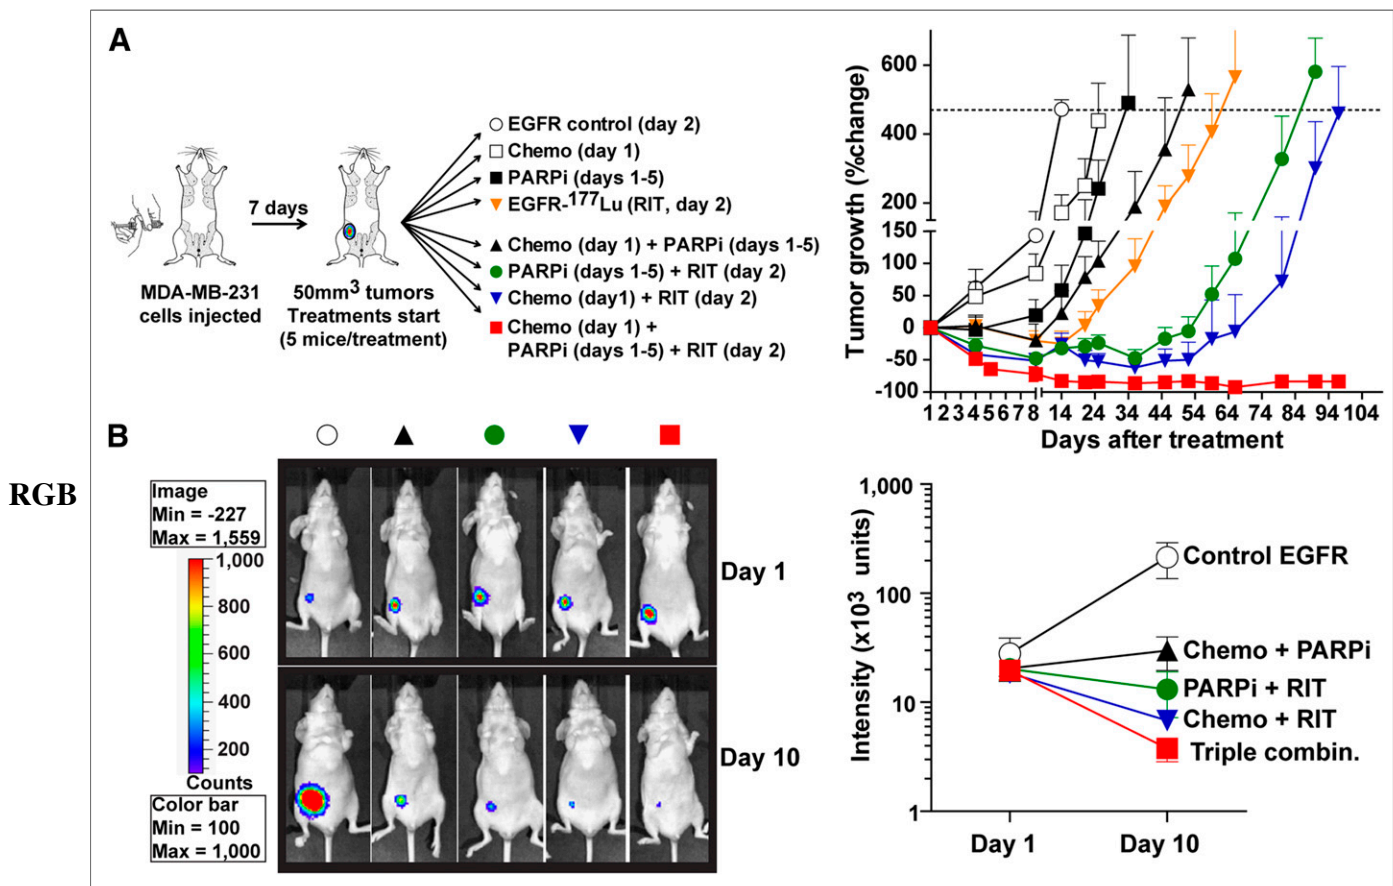 A
MDA-MB-231
cells injected
7 days
50mm3 tumors
Treatments start
(5 mice/treatment)
EGFR control (day 2)
Chemo (day 1)
PARPi (days 1-5)
EGFR-177Lu (RIT, day 2)
Chemo (day 1) + PARPi (days 1-5)
PARPi (days 1-5) + RIT (day 2)
Chemo (day1) + RIT (day 2)
Chemo (day 1) +
PARPi (days 1-5) + RIT (day 2)
Tumor growth (%change)
600
400
200
150
100
50
0
-50
-100
1 2 3 4 5 6 7 8 14 24 34 44 54 64 74 84 94 104
Days after treatment
B
RGB
Image
Min = -227
Max = 1,559
1,000
800
600
400
200
Counts
Color bar
Min = 100
Max = 1,000
Day 1
Day 10
Intensity (x103 units)
1,000
100
10
1
Control EGFR
Chemo + PARPi
PARPi + RIT
Chemo + RIT
Triple combin.
Day 1 Day 10